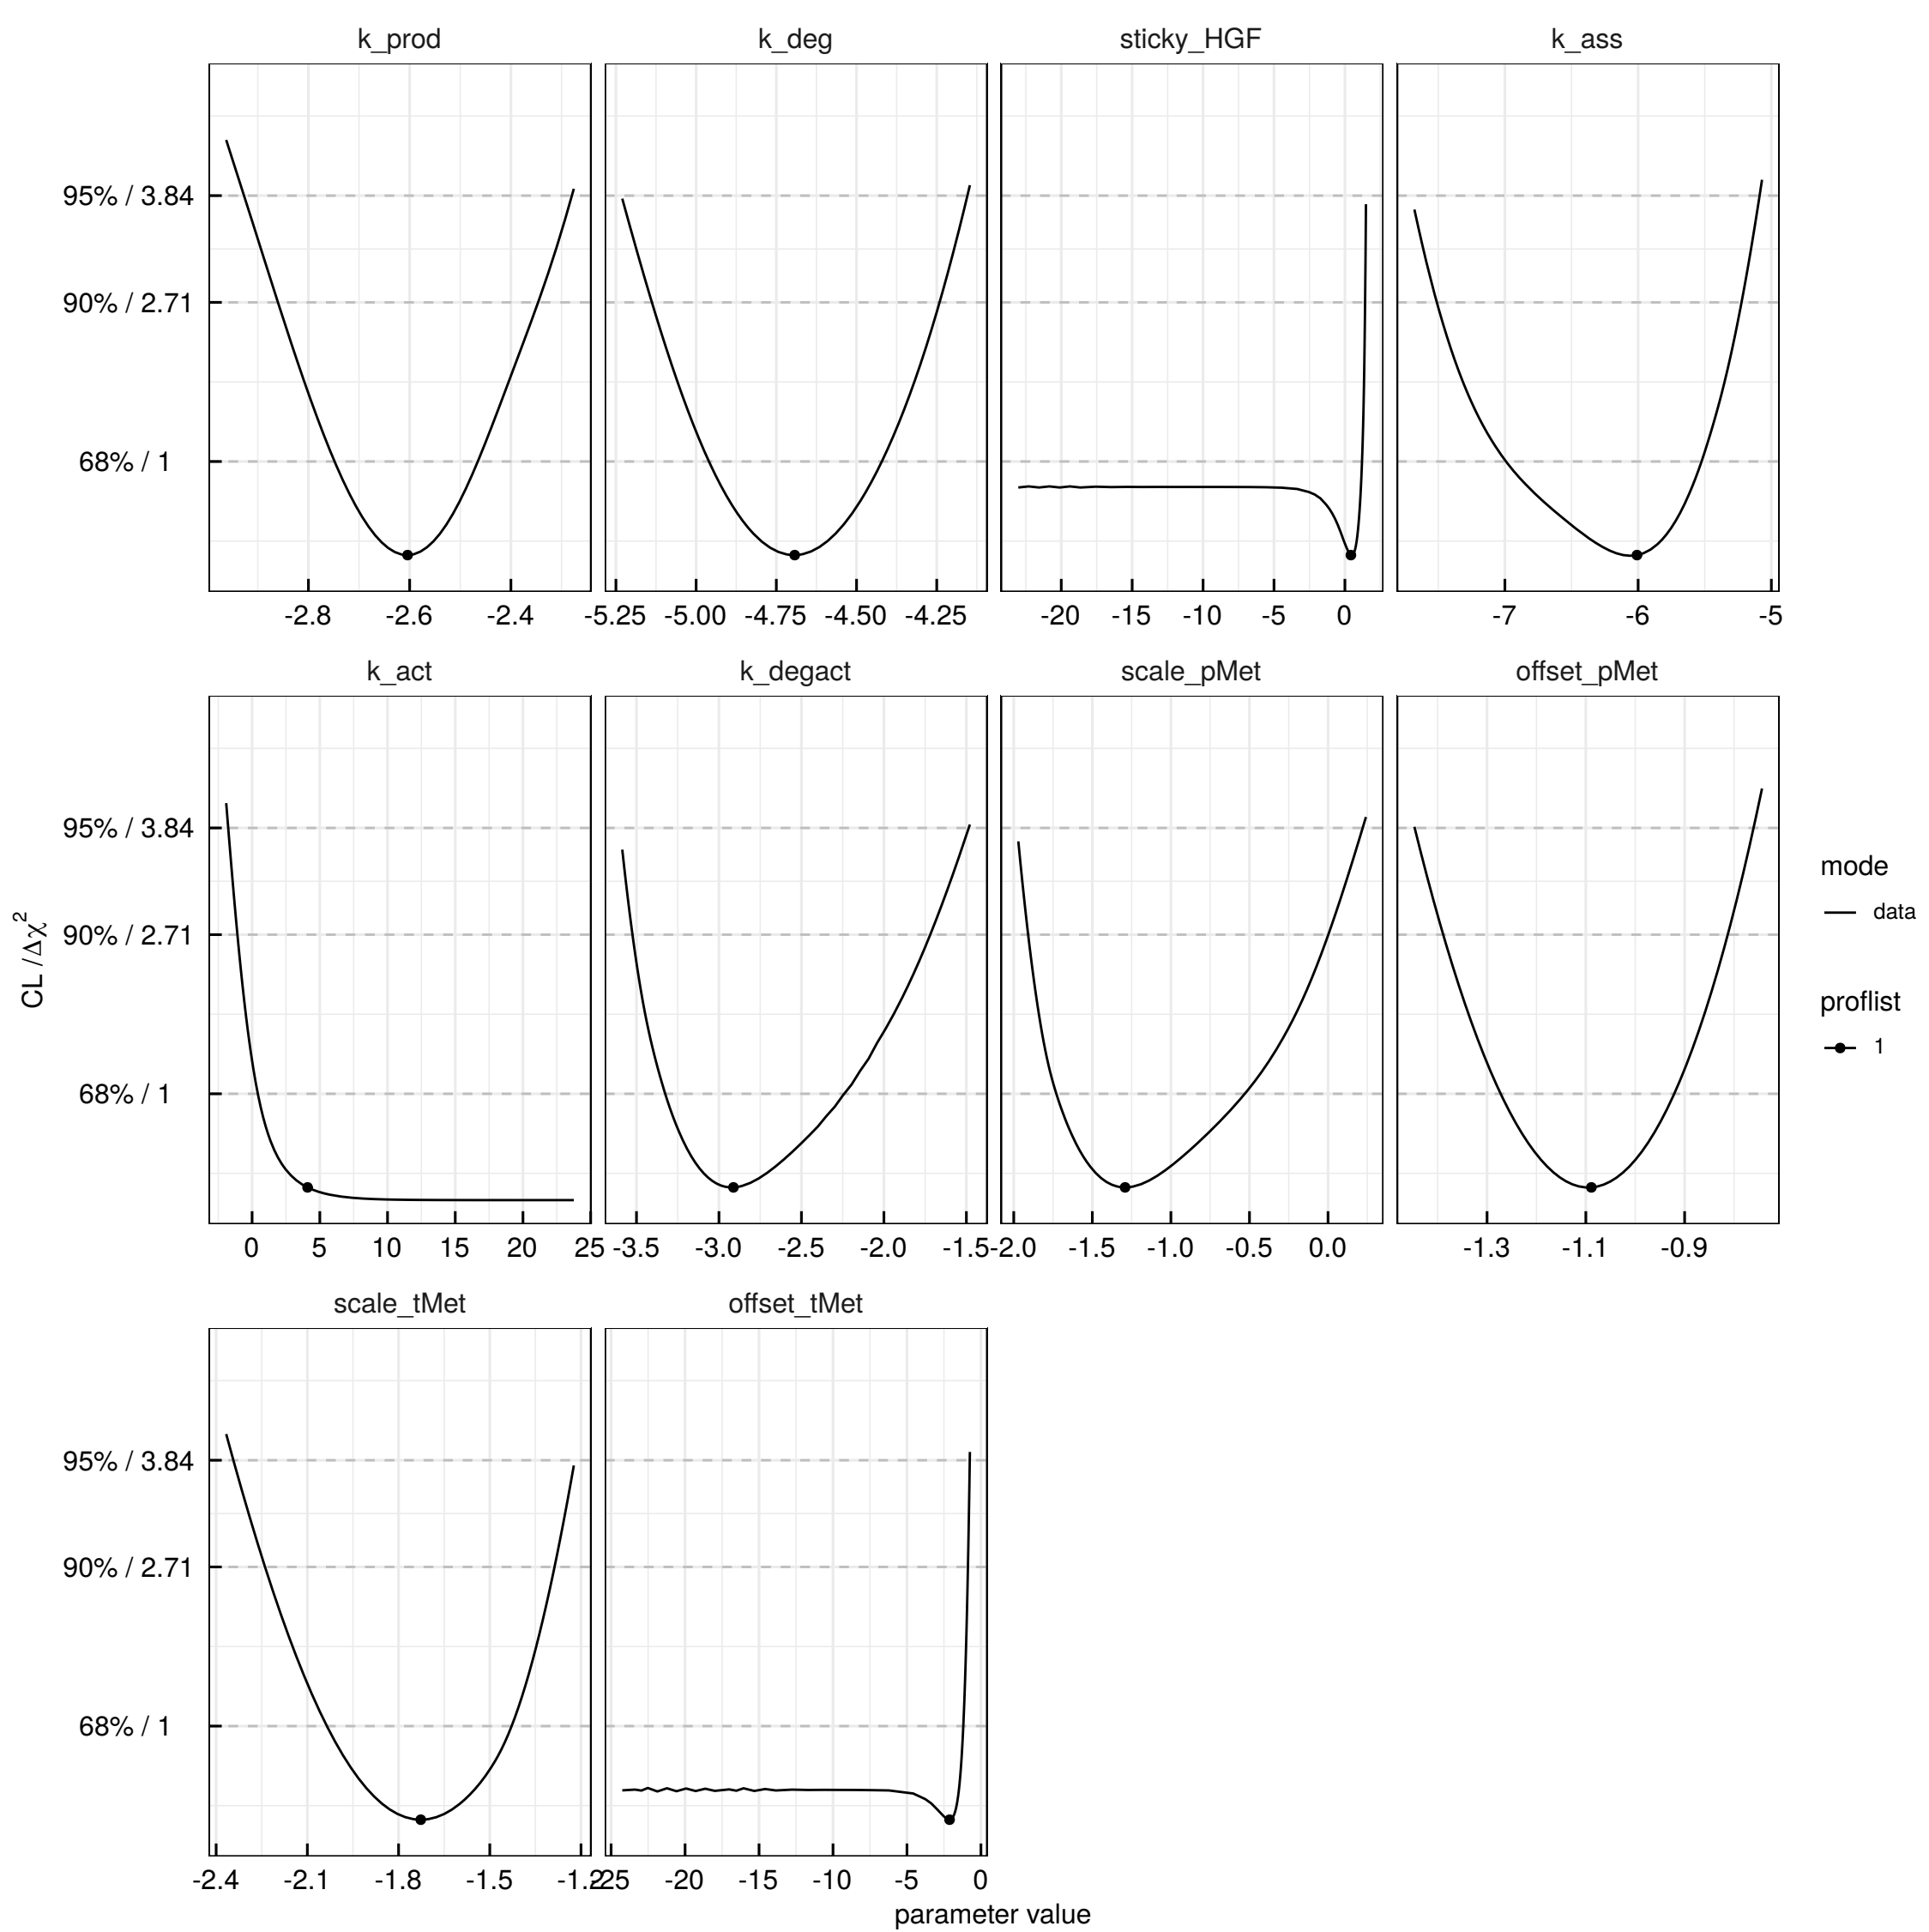 k_prod k_deg sticky_HGF k_ass
95% / 3.84
90% / 2.71
68% / 1
-2.8 -2.6 -2.4 -5.25 -5.00 -4.75 -4.50 -4.25 -20 -15 -10 -5 0 -7 -6 -5
k_act k_degact scale_pMet offset_pMet
95% / 3.84
90% / 2.71
68% / 1
0 5 10 15 20 25 -3.5 -3.0 -2.5 -2.0 -1.5 -2.0 -1.5 -1.0 -0.5 0.0 -1.3 -1.1 -0.9
CL /Δχ²
mode
data
proflist
1
scale_tMet offset_tMet
95% / 3.84
90% / 2.71
68% / 1
-2.4 -2.1 -1.8 -1.5 -1.2 -25 -20 -15 -10 -5 0
parameter value